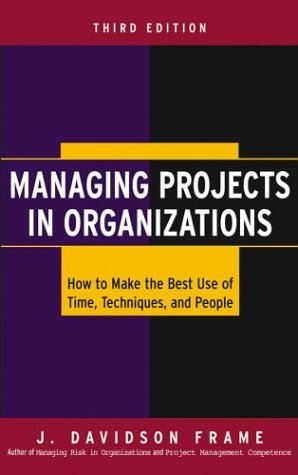 THIRD EDITION
MANAGING PROJECTS
IN ORGANIZATIONS
How to Make the Best Use of
Time, Techniques, and People
J. DAVIDSON FRAME
Author of Managing Risk in Organizations and Project Management Competence